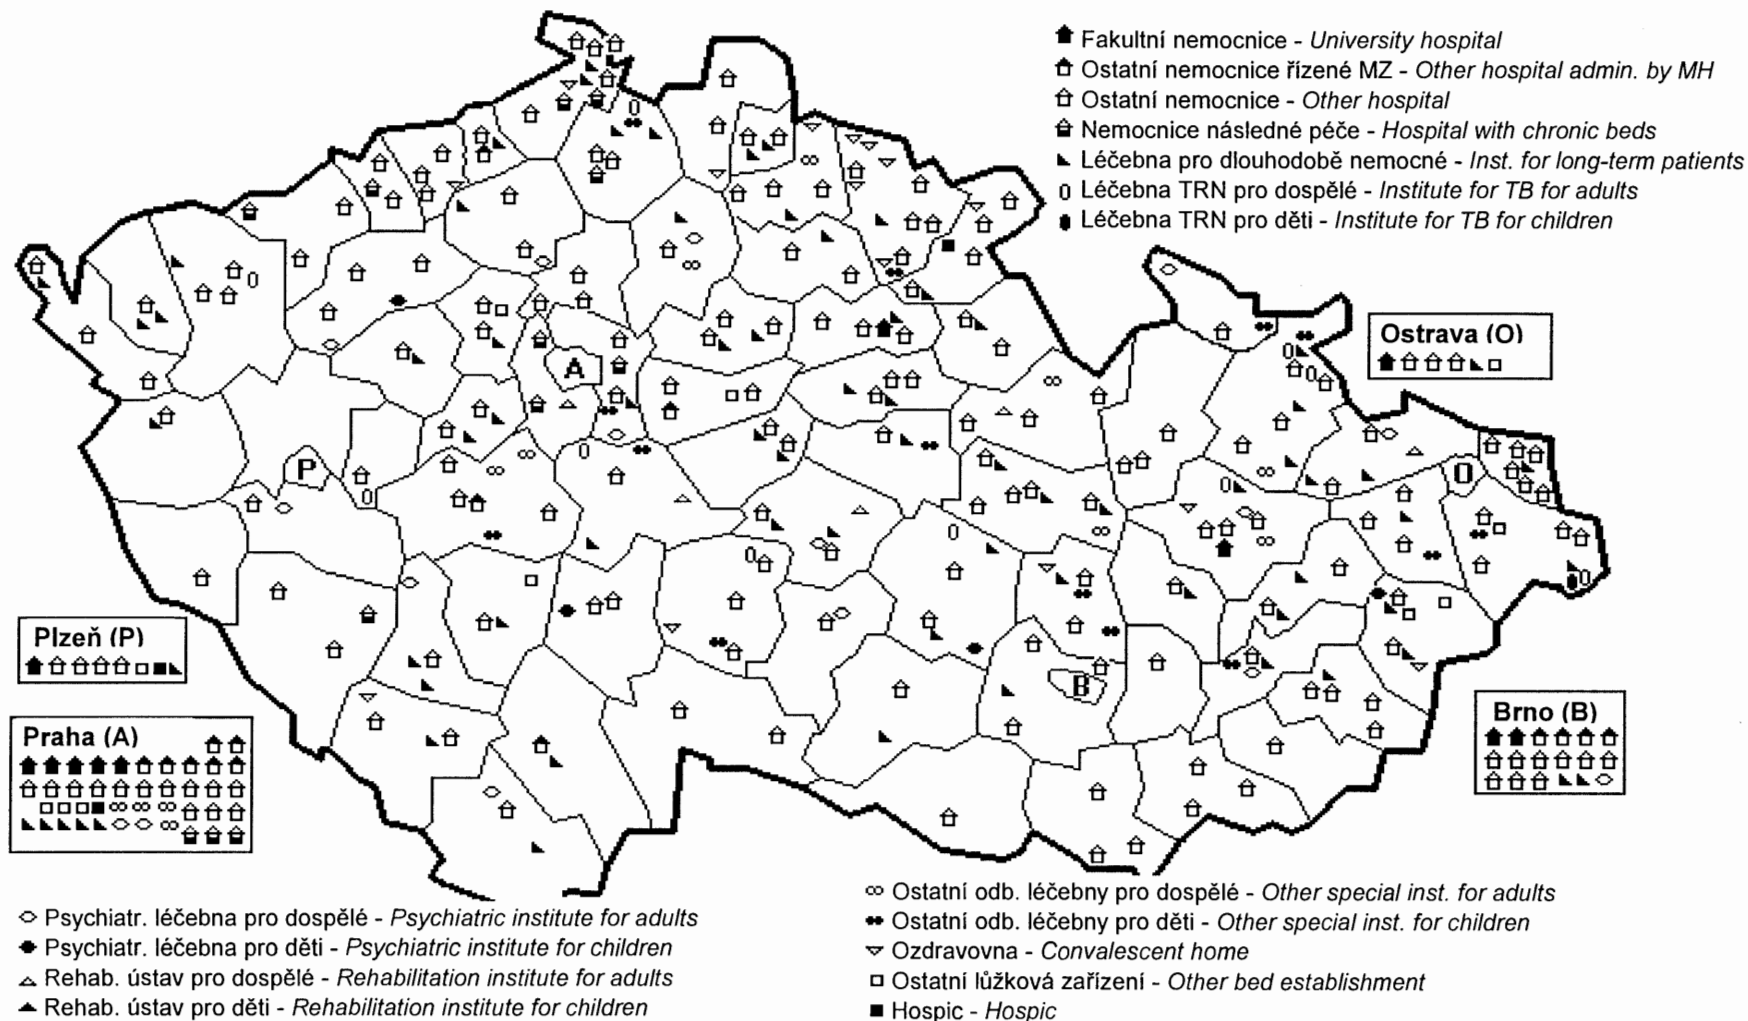 Fakultní nemocnice - University hospital
Ostatní nemocnice řízené MZ - Other hospital admin. by MH
Ostatní nemocnice - Other hospital
Nemocnice následné péče - Hospital with chronic beds
Léčebna pro dlouhodobě nemocné - Inst. for long-term patients
Léčebna TRN pro dospělé - Institute for TB for adults
Léčebna TRN pro děti - Institute for TB for children
Ostrava (O)
A
P
O
B
Plzeň (P)
Praha (A)
Brno (B)
Psychiatr. léčebna pro dospělé - Psychiatric institute for adults
Psychiatr. léčebna pro děti - Psychiatric institute for children
Rehab. ústav pro dospělé - Rehabilitation institute for adults
Rehab. ústav pro děti - Rehabilitation institute for children
Ostatní odb. léčebny pro dospělé - Other special inst. for adults
Ostatní odb. léčebny pro děti - Other special inst. for children
Ozdravovna - Convalescent home
Ostatní lůžková zařízení - Other bed establishment
Hospic - Hospic